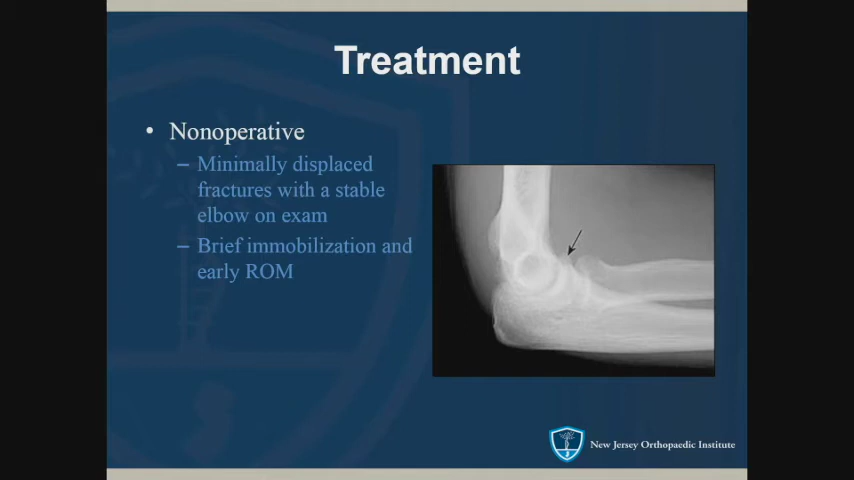 Treatment
• Nonoperative
– Minimally displaced
fractures with a stable
elbow on exam
– Brief immobilization and
early ROM
New Jersey Orthopaedic Institute